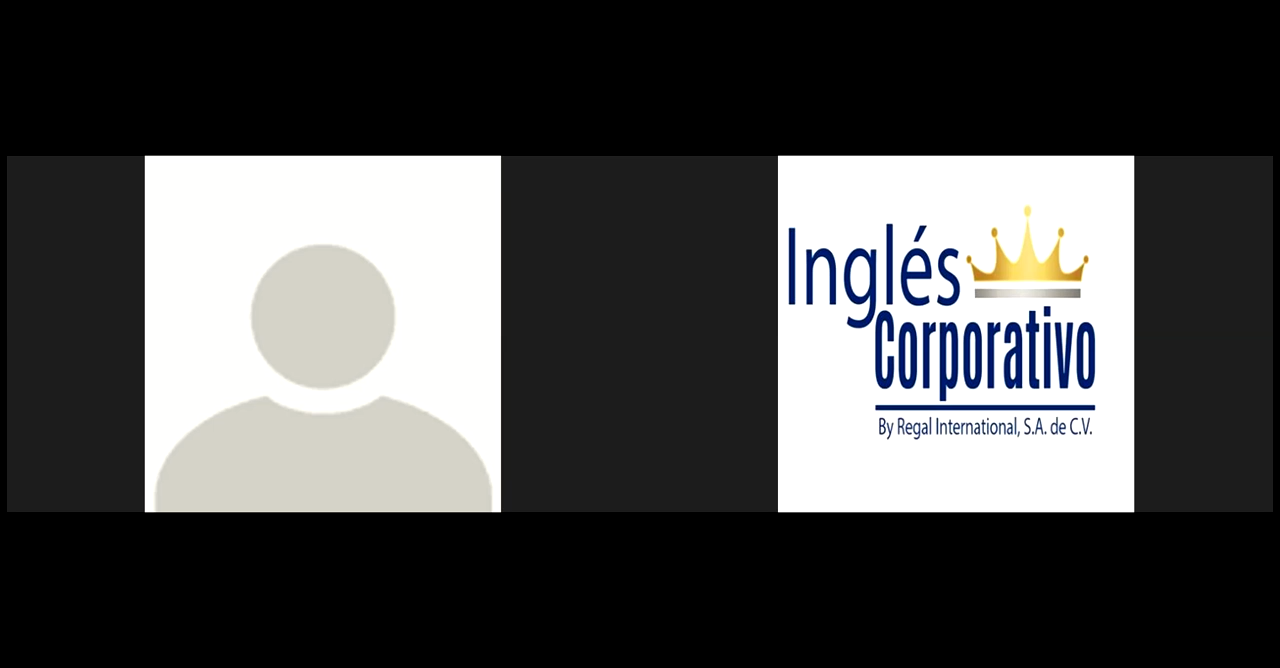 Inglés
Corporativo
By Regal International, S.A. de C.V.